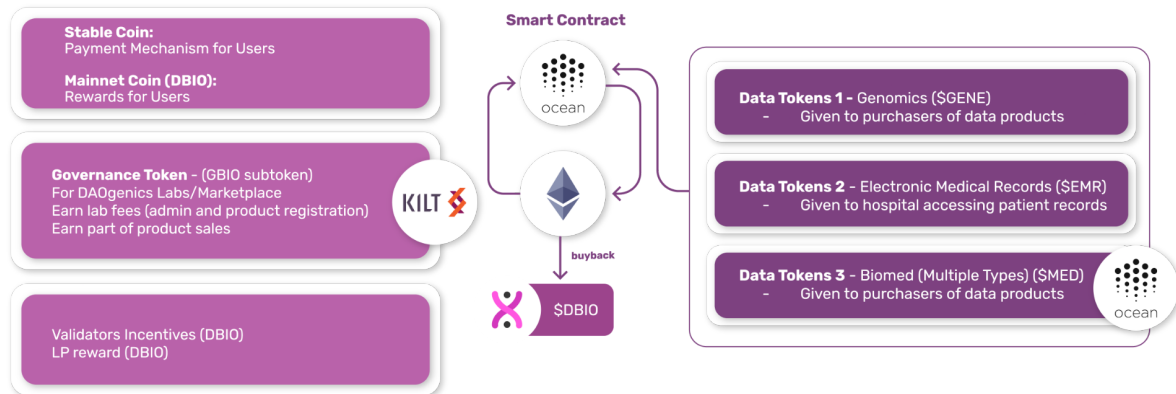 Stable Coin:
Payment Mechanism for Users
Mainnet Coin (DBIO):
Rewards for Users
Governance Token - (GBIO subtoken)
For DAOgenics Labs/Marketplace
Earn lab fees (admin and product registration)
Earn part of product sales
KILT
Validators Incentives (DBIO)
LP reward (DBIO)
Smart Contract
ocean
buyback
$DBIO
Data Tokens 1 - Genomics ($GENE)
- Given to purchasers of data products
Data Tokens 2 - Electronic Medical Records ($EMR)
- Given to hospital accessing patient records
Data Tokens 3 - Biomed (Multiple Types) ($MED)
- Given to purchasers of data products
ocean